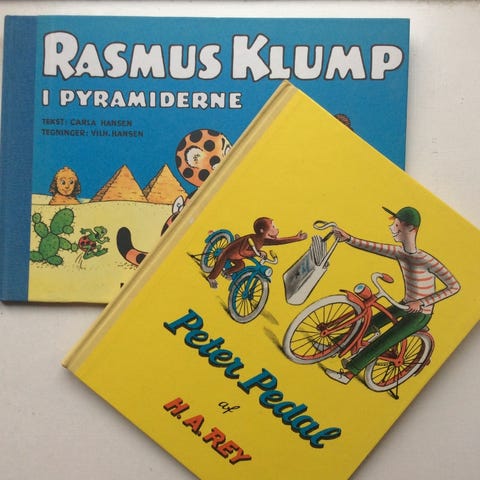 RASMUS KLUMP
I PYRAMIDERNE
TEKST: CARLA HANSEN
TEGNINGER: VILH. HANSEN
Peter Pedal
af
H.A. REY